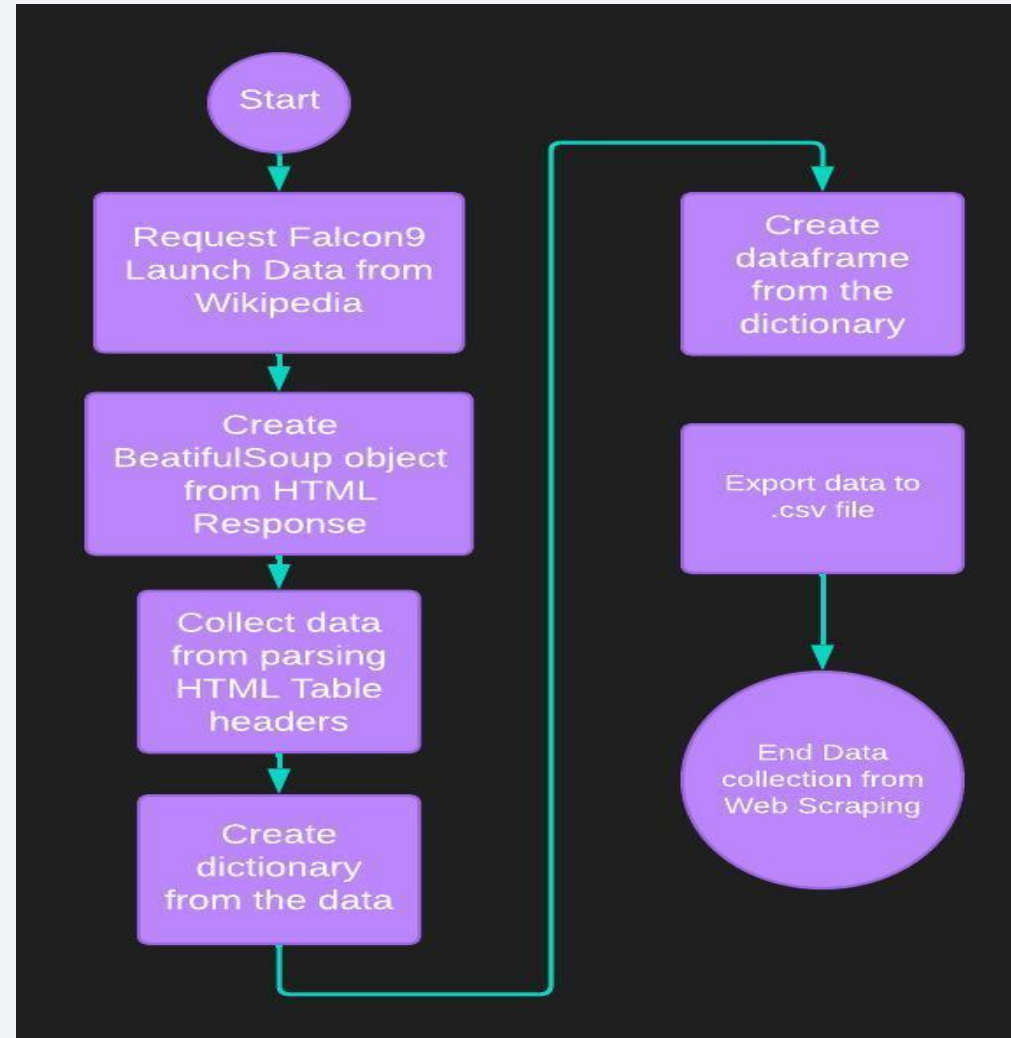 Start
Request Falcon9
Launch Data from
Wikipedia
Create
BeatifulSoup object
from HTML
Response
Collect data
from parsing
HTML Table
headers
Create
dictionary
from the data
Create
dataframe
from the
dictionary
Export data to
.csv file
End Data
collection from
Web Scraping